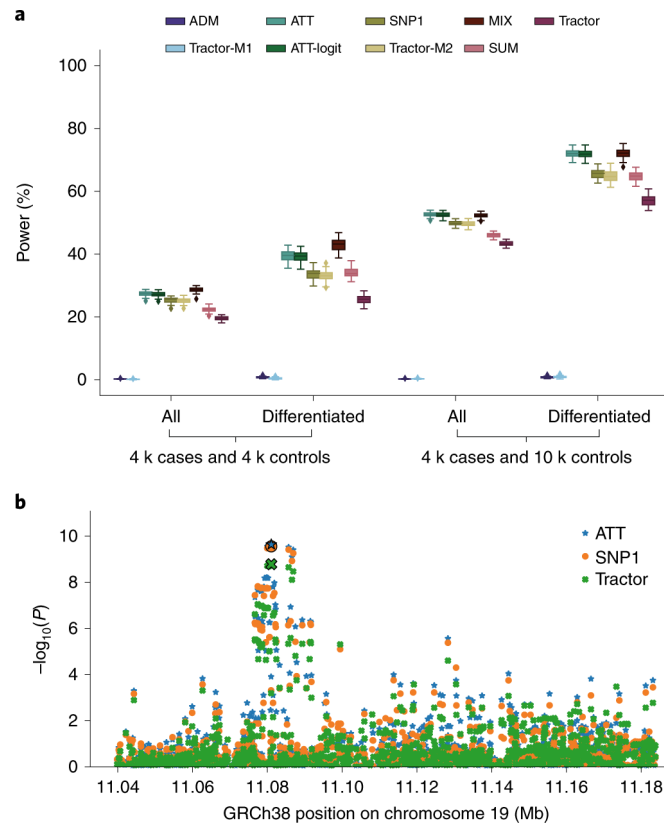 a
ADM ATT SNP1 MIX Tractor
Tractor-M1 ATT-logit Tractor-M2 SUM
100
80
60
40
20
0
Power (%)
All Differentiated All Differentiated
4 k cases and 4 k controls 4 k cases and 10 k controls
b
ATT
SNP1
Tractor
10
8
6
4
2
0
–log10(P)
11.04 11.06 11.08 11.10 11.12 11.14 11.16 11.18
GRCh38 position on chromosome 19 (Mb)